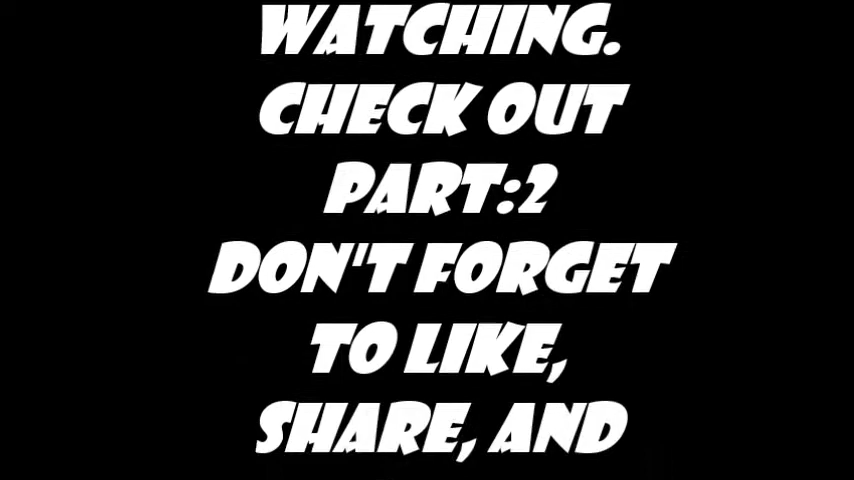 WATCHING.
CHECK OUT
PART:2
DON'T FORGET
TO LIKE,
SHARE, AND